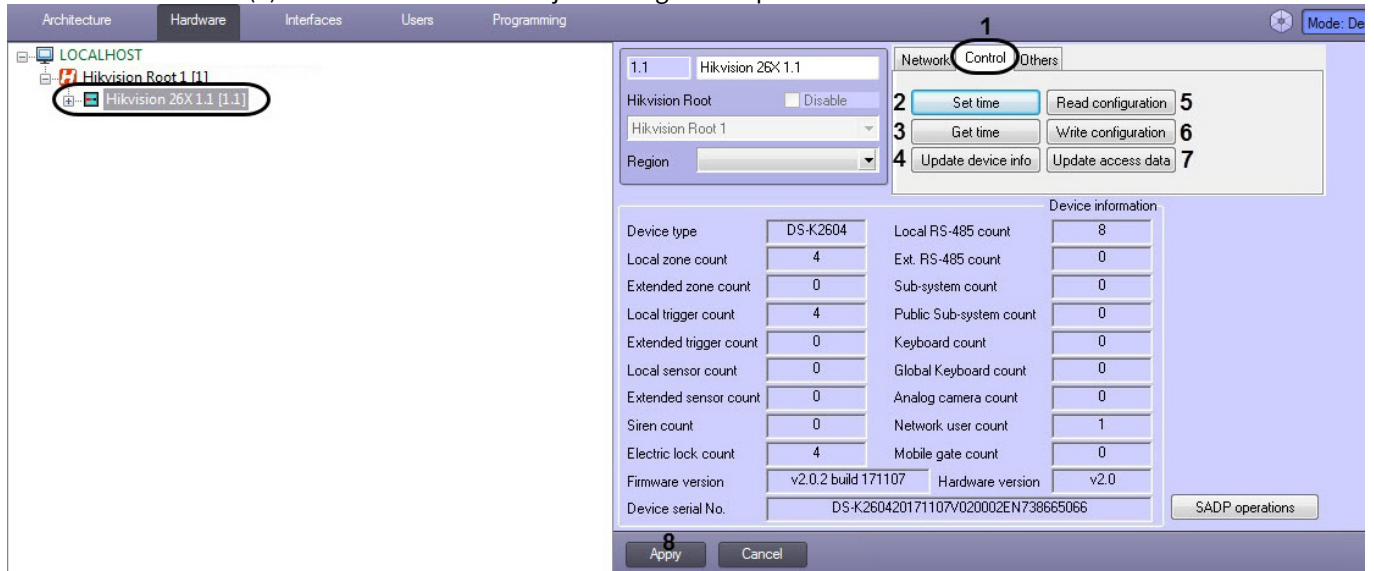 Architecture Hardware Interfaces Users Programming Mode: De
1
LOCALHOST
Hikvision Root 1 [1]
Hikvision 26X 1.1 [1.1]
1.1 Hikvision 26X 1.1
Hikvision Root Disable
Hikvision Root 1
Region
Network Control Others
2 Set time Read configuration 5
3 Get time Write configuration 6
4 Update device info Update access data 7
Device information
Device type DS-K2604 Local RS-485 count 8
Local zone count 4 Ext. RS-485 count 0
Extended zone count 0 Sub-system count 0
Local trigger count 4 Public Sub-system count 0
Extended trigger count 0 Keyboard count 0
Local sensor count 0 Global Keyboard count 0
Extended sensor count 0 Analog camera count 0
Siren count 0 Network user count 1
Electric lock count 4 Mobile gate count 0
Firmware version v2.0.2 build 171107 Hardware version v2.0
Device serial No. DS-K260420171107V020002EN738665066 SADP operations
8
Apply Cancel